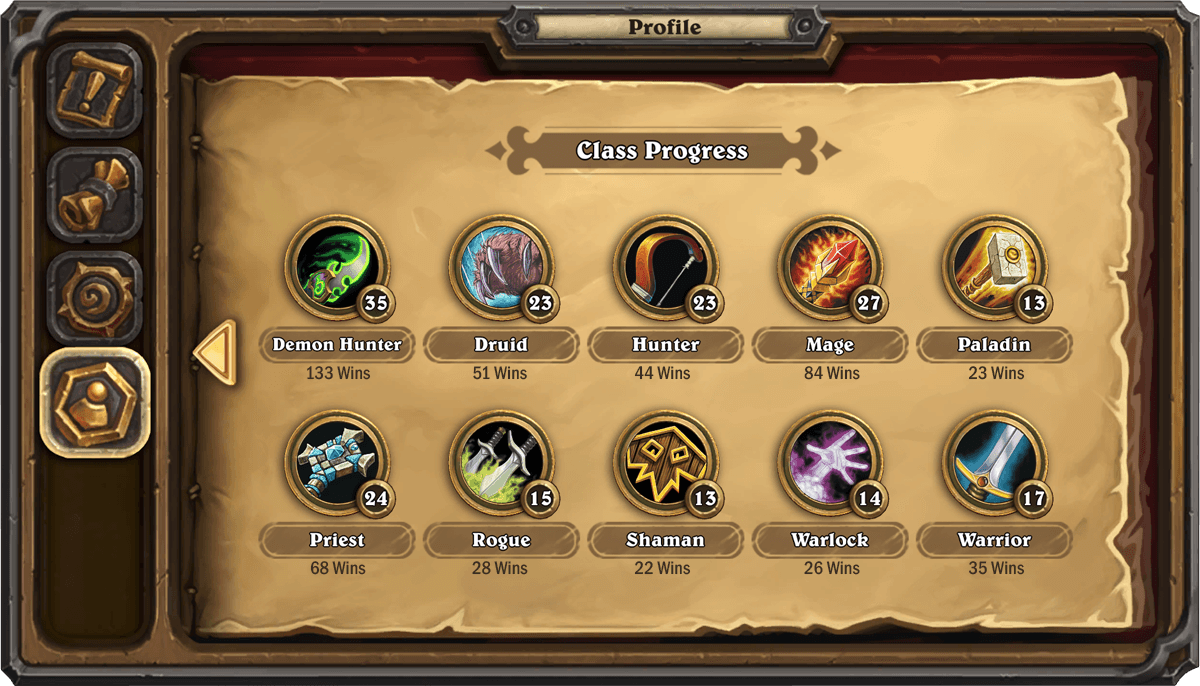 Profile
Class Progress
35 23 23 27 13
Demon Hunter Druid Hunter Mage Paladin
133 Wins 51 Wins 44 Wins 84 Wins 23 Wins
24 15 13 14 17
Priest Rogue Shaman Warlock Warrior
68 Wins 28 Wins 22 Wins 26 Wins 35 Wins